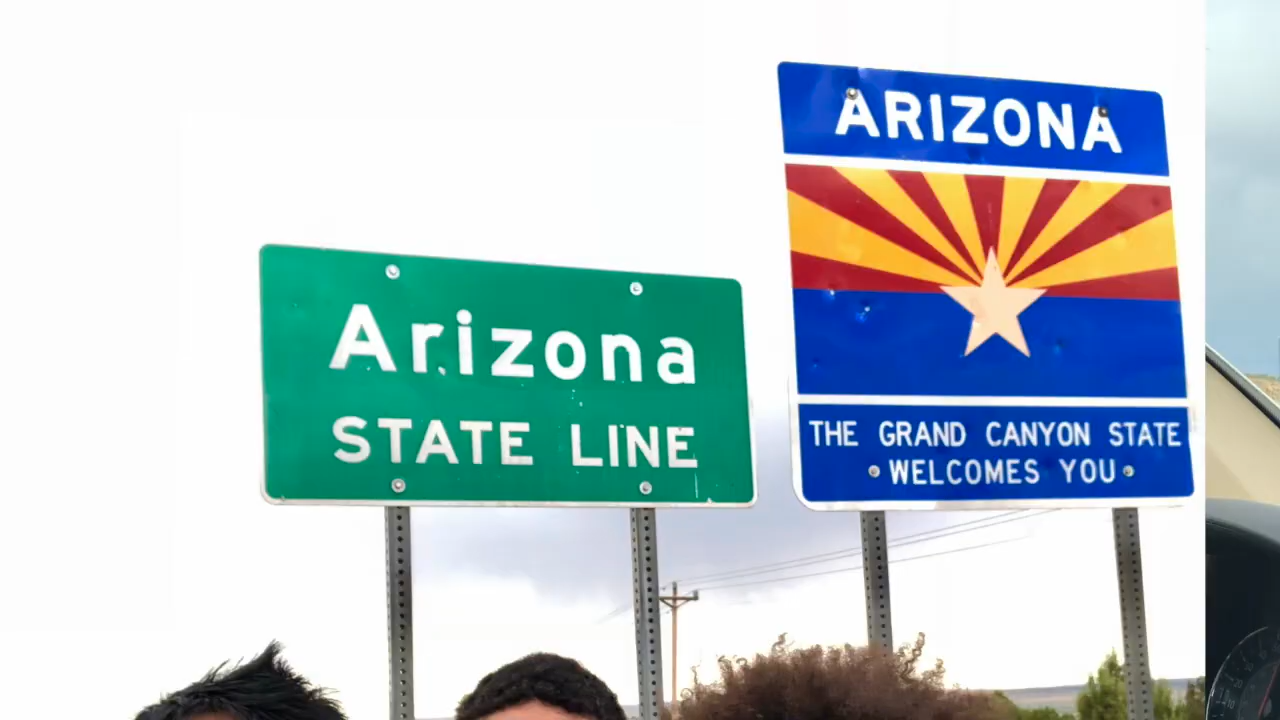 Arizona
STATE LINE
ARIZONA
THE GRAND CANYON STATE
WELCOMES YOU